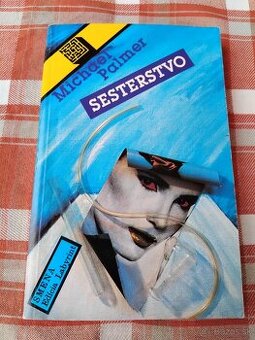 Michael
Palmer
SESTERSTVO
SMENA
Edícia Labyrint